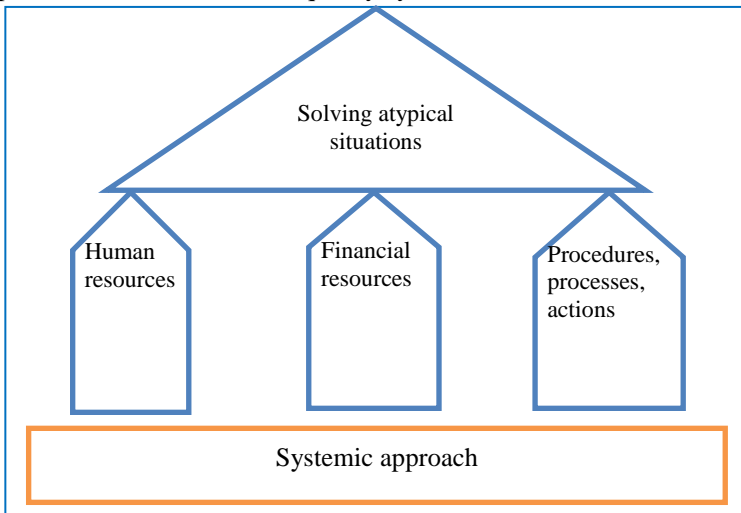 Solving atypical
situations
Human
resources
Financial
resources
Procedures,
processes,
actions
Systemic approach